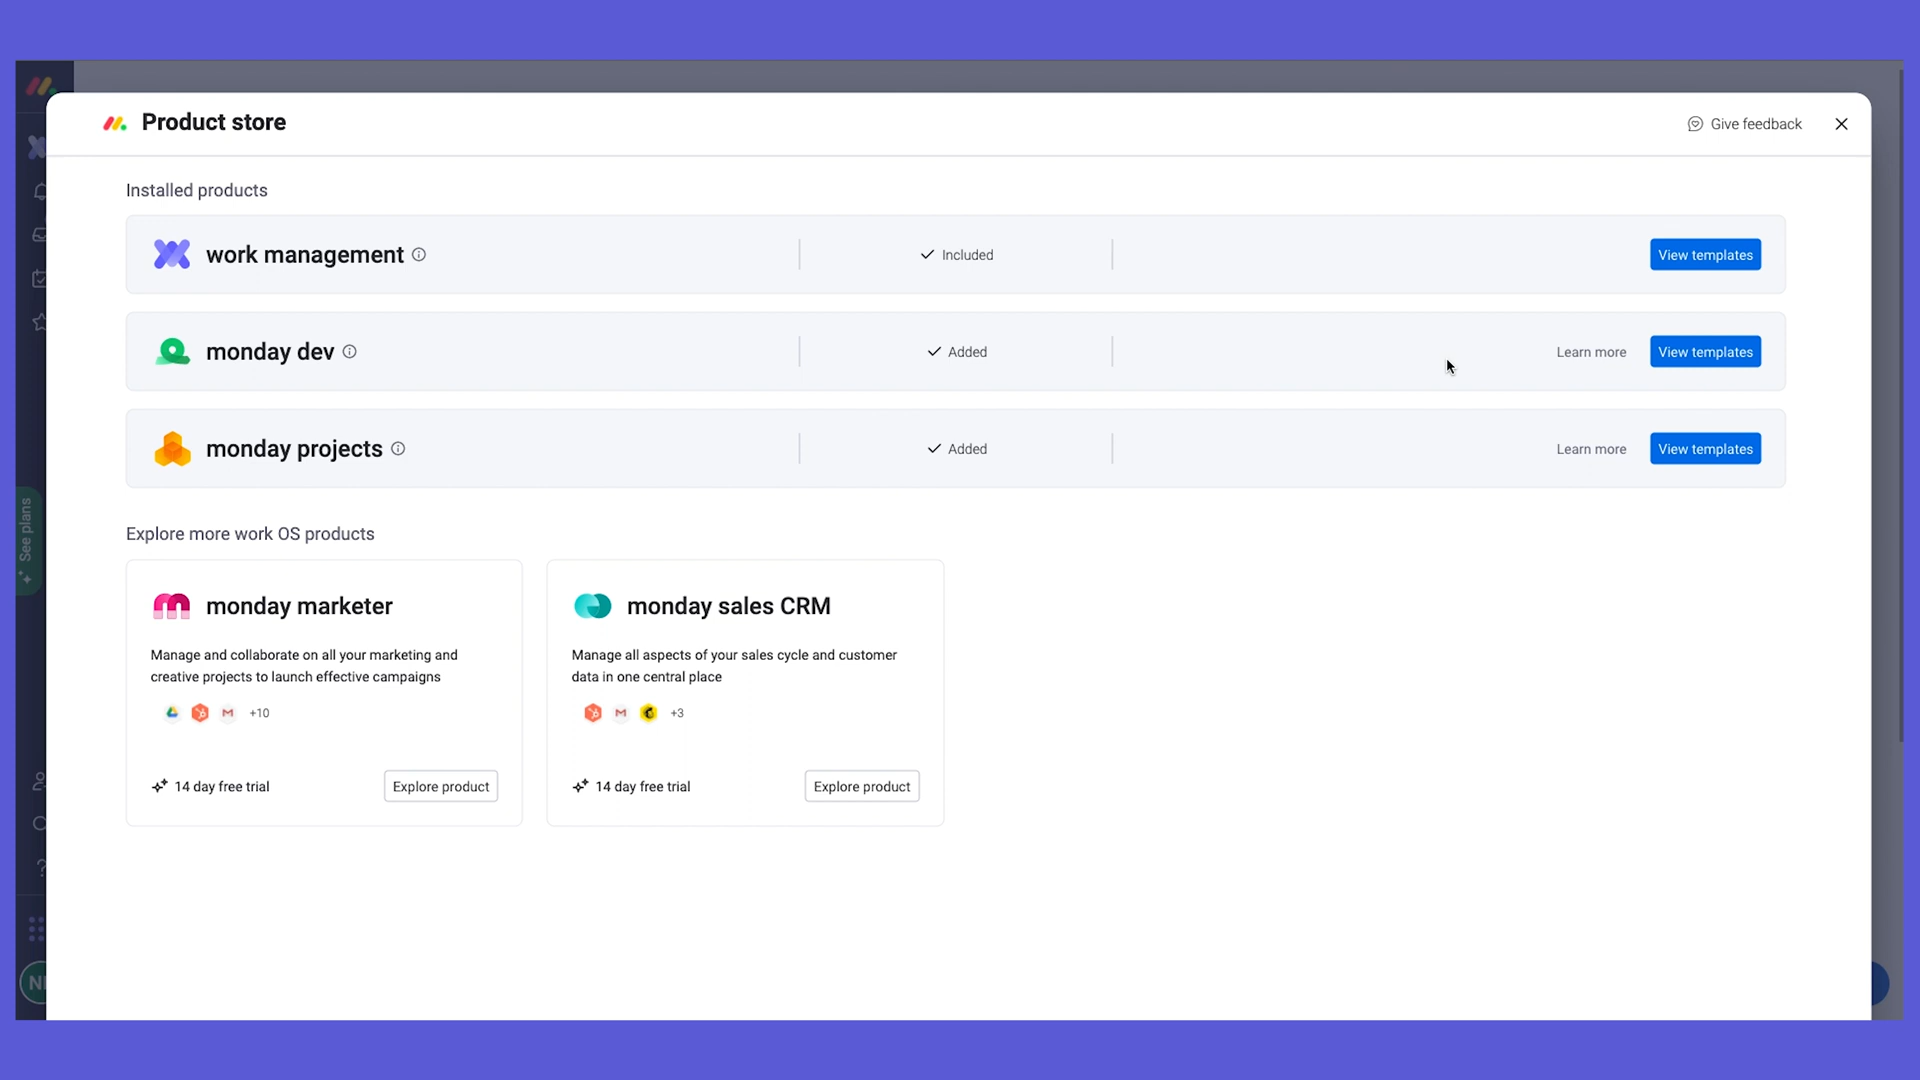 Product store
Give feedback
Installed products
work management
Included
View templates
monday dev
Added
Learn more
View templates
monday projects
Added
Learn more
View templates
See plans
Explore more work OS products
monday marketer
Manage and collaborate on all your marketing and
creative projects to launch effective campaigns
+10
14 day free trial
Explore product
monday sales CRM
Manage all aspects of your sales cycle and customer
data in one central place
+3
14 day free trial
Explore product